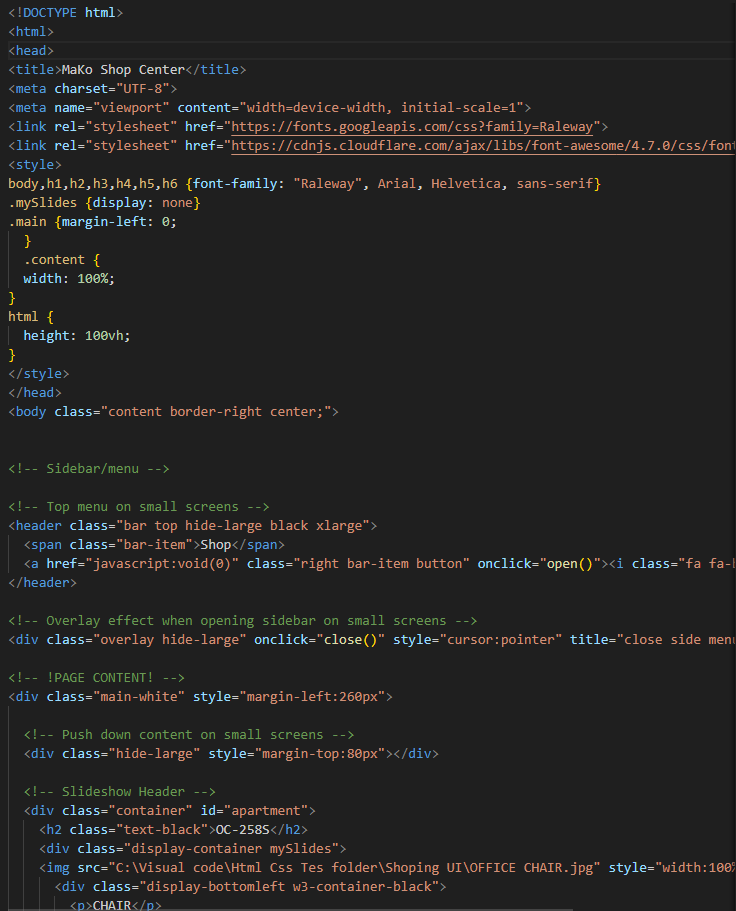 <!DOCTYPE html>
<html>
<head>
<title>MaKo Shop Center</title>
<meta charset="UTF-8">
<meta name="viewport" content="width=device-width, initial-scale=1">
<link rel="stylesheet" href="https://fonts.googleapis.com/css?family=Raleway">
<link rel="stylesheet" href="https://cdnjs.cloudflare.com/ajax/libs/font-awesome/4.7.0/css/font
<style>
body,h1,h2,h3,h4,h5,h6 {font-family: "Raleway", Arial, Helvetica, sans-serif}
.mySlides {display: none}
.main {margin-left: 0;
  }
  .content {
  width: 100%;
}
html {
  height: 100vh;
}
</style>
</head>
<body class="content border-right center;">
<!-- Sidebar/menu -->
<!-- Top menu on small screens -->
<header class="bar top hide-large black xlarge">
  <span class="bar-item">Shop</span>
  <a href="javascript:void(0)" class="right bar-item button" onclick="open()"><i class="fa fa-b
</header>
<!-- Overlay effect when opening sidebar on small screens -->
<div class="overlay hide-large" onclick="close()" style="cursor:pointer" title="close side menu
<!-- !PAGE CONTENT! -->
<div class="main-white" style="margin-left:260px">
  <!-- Push down content on small screens -->
  <div class="hide-large" style="margin-top:80px"></div>
  <!-- Slideshow Header -->
  <div class="container" id="apartment">
    <h2 class="text-black">OC-258S</h2>
    <div class="display-container mySlides">
    <img src="C:\Visual code\Html Css Tes folder\Shoping UI\OFFICE CHAIR.jpg" style="width:100%
      <div class="display-bottomleft w3-container-black">
        <p>CHAIR</p>